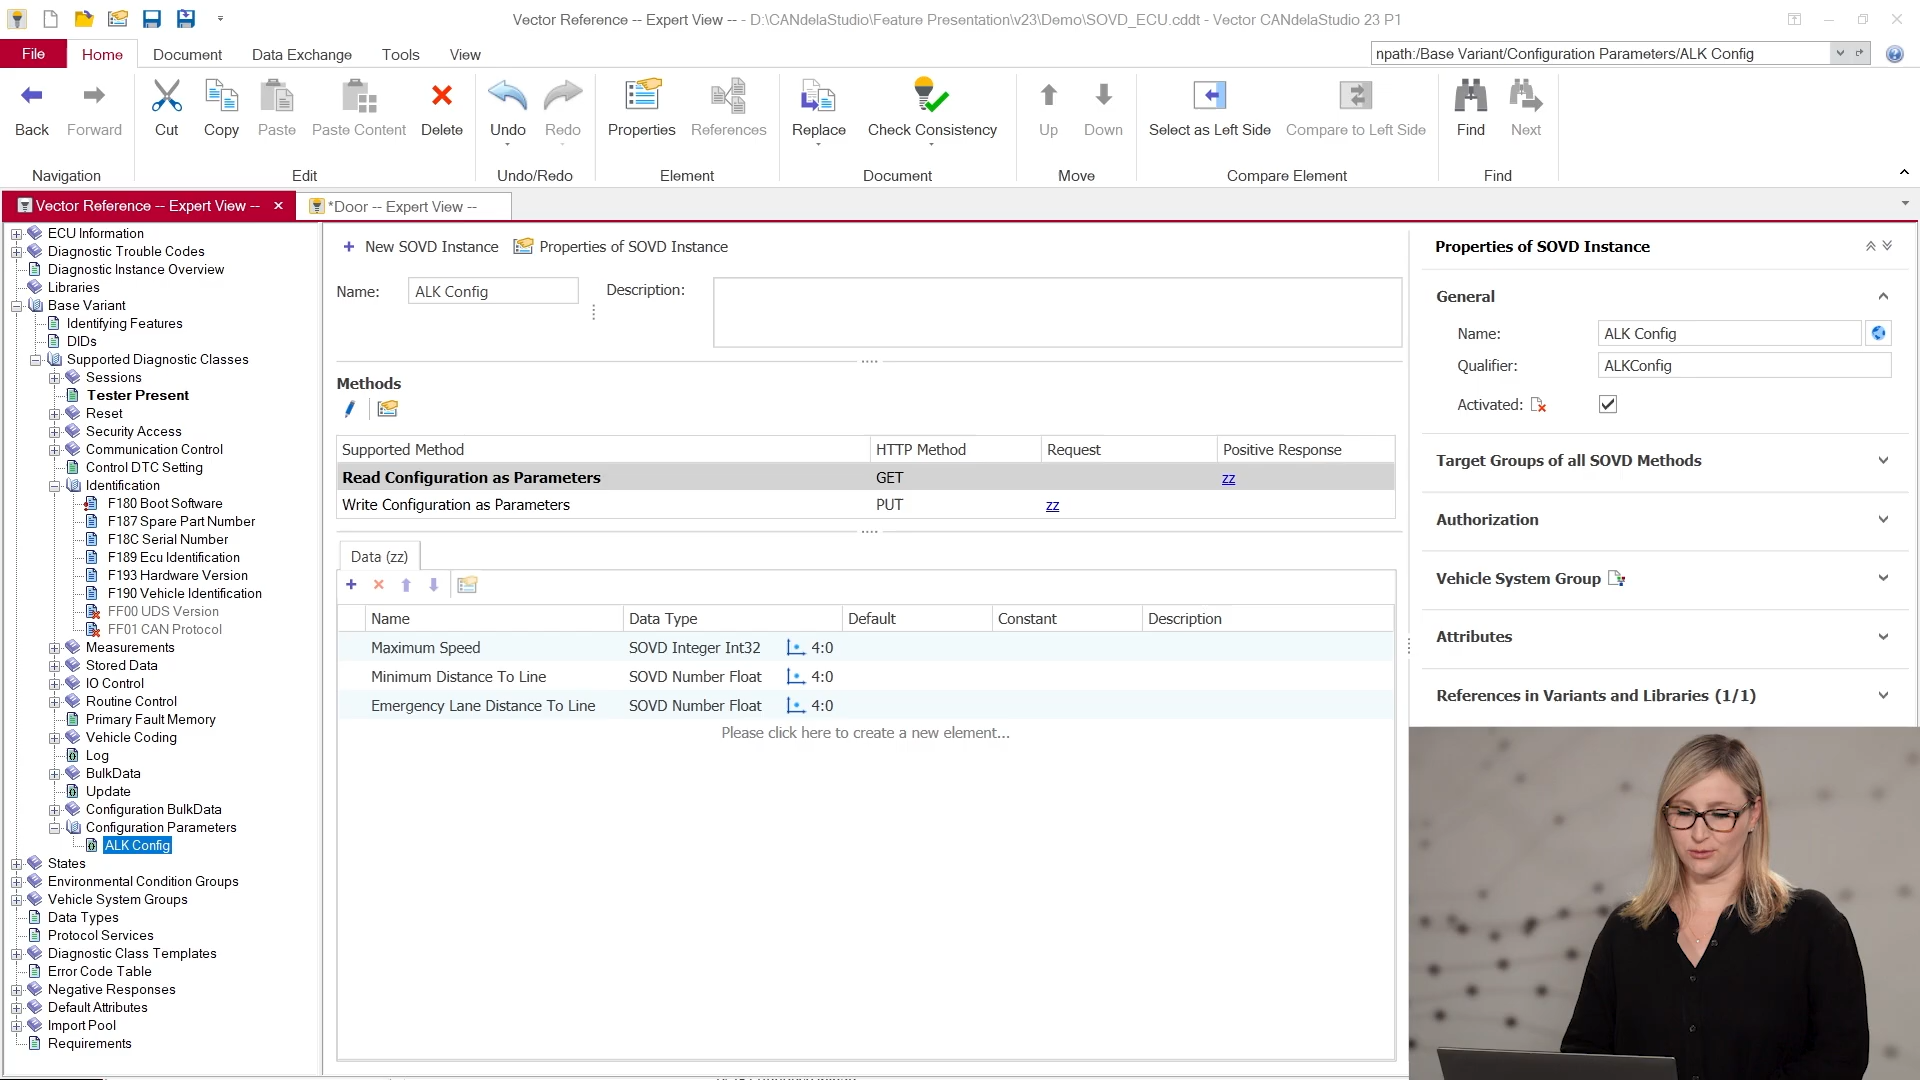 Vector Reference -- Expert View -- - D:\CANdelaStudio\Feature Presentation\v23\Demo\SOVD_ECU.cddt - Vector CANdelaStudio 23 P1
File Home Document Data Exchange Tools View
npath:/Base Variant/Configuration Parameters/ALK Config
Back Forward Cut Copy Paste Paste Content Delete Undo Redo Properties References Replace Check Consistency Up Down Select as Left Side Compare to Left Side Find Next
Navigation Edit Undo/Redo Element Document Move Compare Element Find
Vector Reference -- Expert View --
*Door -- Expert View --
ECU Information
Diagnostic Trouble Codes
Diagnostic Instance Overview
Libraries
Base Variant
Identifying Features
DIDs
Supported Diagnostic Classes
Sessions
Tester Present
Reset
Security Access
Communication Control
Control DTC Setting
Identification
F180 Boot Software
F187 Spare Part Number
F18C Serial Number
F189 Ecu Identification
F193 Hardware Version
F190 Vehicle Identification
FF00 UDS Version
FF01 CAN Protocol
Measurements
Stored Data
IO Control
Routine Control
Primary Fault Memory
Vehicle Coding
Log
BulkData
Update
Configuration BulkData
Configuration Parameters
ALK Config
States
Environmental Condition Groups
Vehicle System Groups
Data Types
Protocol Services
Diagnostic Class Templates
Error Code Table
Negative Responses
Default Attributes
Import Pool
Requirements
New SOVD Instance Properties of SOVD Instance
Name: ALK Config Description:
Methods
Supported Method HTTP Method Request Positive Response
Read Configuration as Parameters GET zz
Write Configuration as Parameters PUT zz
Data (zz)
Name Data Type Default Constant Description
Maximum Speed SOVD Integer Int32 4:0
Minimum Distance To Line SOVD Number Float 4:0
Emergency Lane Distance To Line SOVD Number Float 4:0
Please click here to create a new element...
Properties of SOVD Instance
General
Name: ALK Config
Qualifier: ALKConfig
Activated:
Target Groups of all SOVD Methods
Authorization
Vehicle System Group
Attributes
References in Variants and Libraries (1/1)